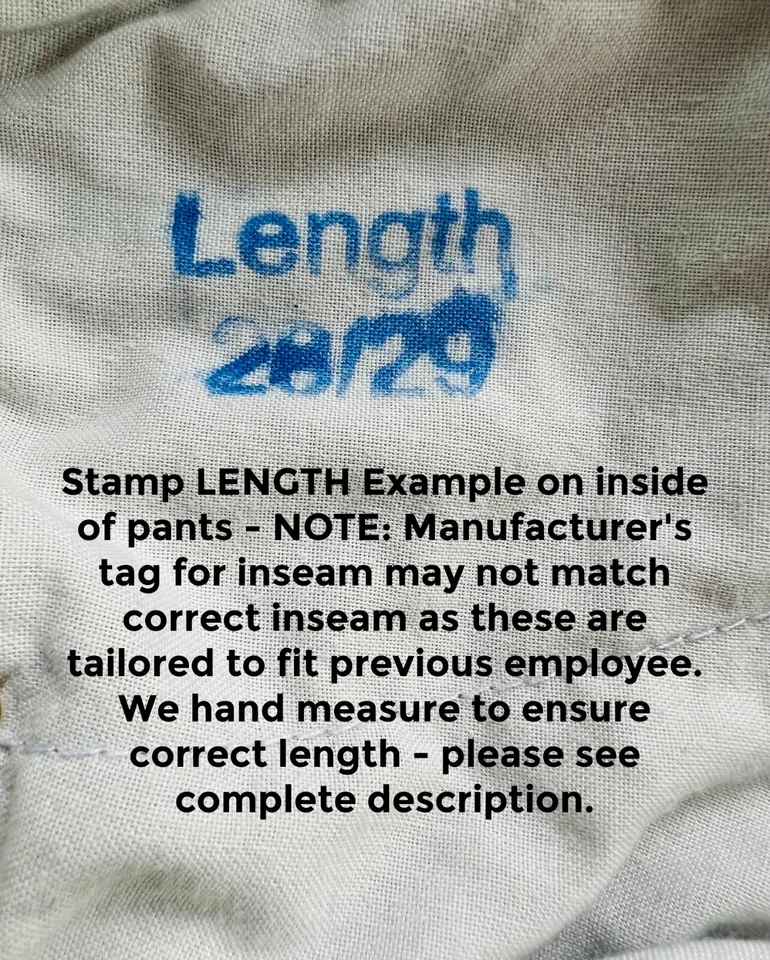 Length
28/29
Stamp LENGTH Example on inside
of pants - NOTE: Manufacturer's
tag for inseam may not match
correct inseam as these are
tailored to fit previous employee.
We hand measure to ensure
correct length - please see
complete description.